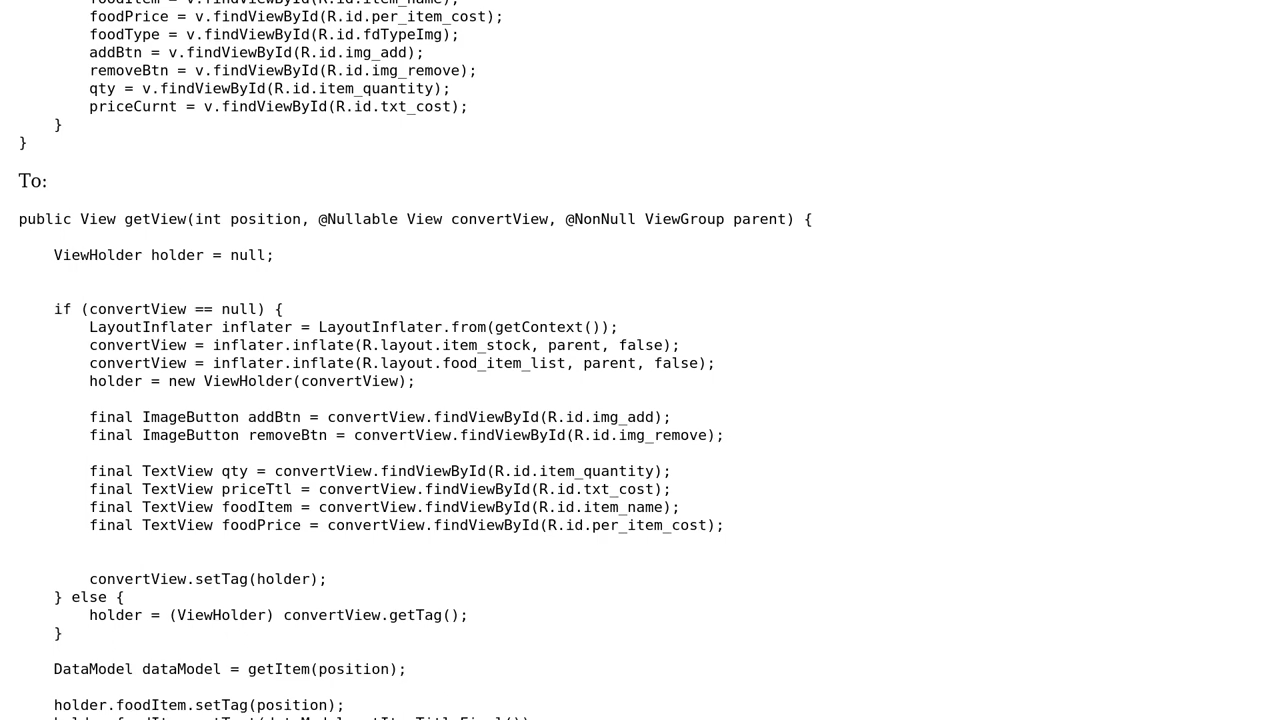 foodItem = v.findViewById(R.id.item_name);
foodPrice = v.findViewById(R.id.per_item_cost);
foodType = v.findViewById(R.id.fdTypeImg);
addBtn = v.findViewById(R.id.img_add);
removeBtn = v.findViewById(R.id.img_remove);
qty = v.findViewById(R.id.item_quantity);
priceCurnt = v.findViewById(R.id.txt_cost);
}
}
To:
public View getView(int position, @Nullable View convertView, @NonNull ViewGroup parent) {
ViewHolder holder = null;
if (convertView == null) {
LayoutInflater inflater = LayoutInflater.from(getContext());
convertView = inflater.inflate(R.layout.item_stock, parent, false);
convertView = inflater.inflate(R.layout.food_item_list, parent, false);
holder = new ViewHolder(convertView);
final ImageButton addBtn = convertView.findViewById(R.id.img_add);
final ImageButton removeBtn = convertView.findViewById(R.id.img_remove);
final TextView qty = convertView.findViewById(R.id.item_quantity);
final TextView priceTtl = convertView.findViewById(R.id.txt_cost);
final TextView foodItem = convertView.findViewById(R.id.item_name);
final TextView foodPrice = convertView.findViewById(R.id.per_item_cost);
convertView.setTag(holder);
} else {
holder = (ViewHolder) convertView.getTag();
}
DataModel dataModel = getItem(position);
holder.foodItem.setTag(position);